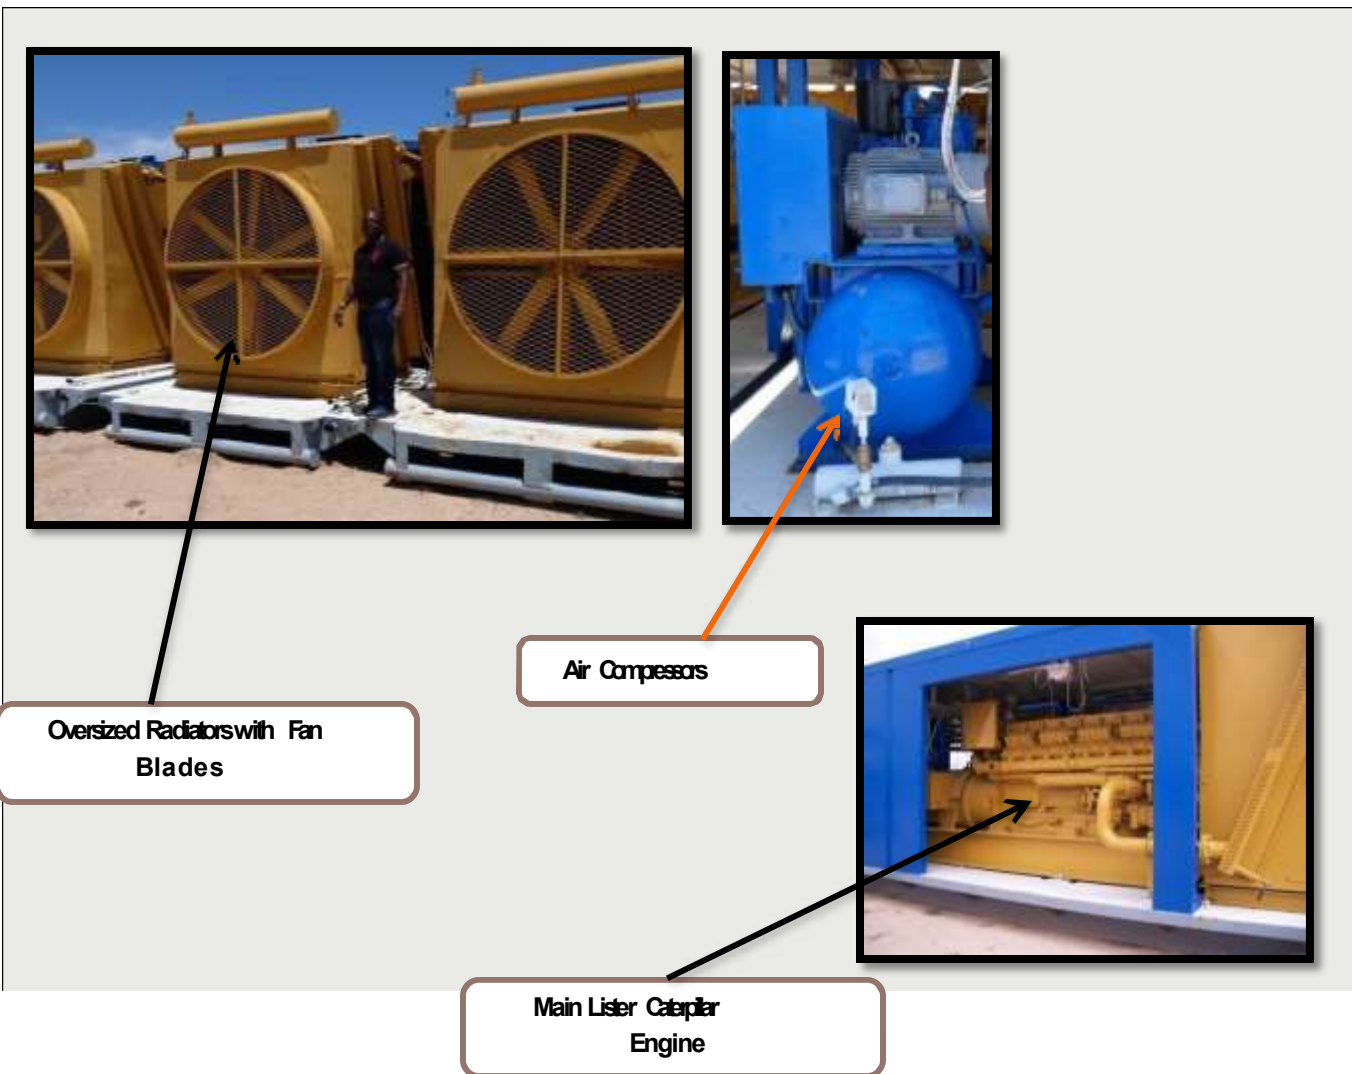 Air Compressors
Oversized Radiators with Fan
Blades
Main Lister Caterpillar
Engine